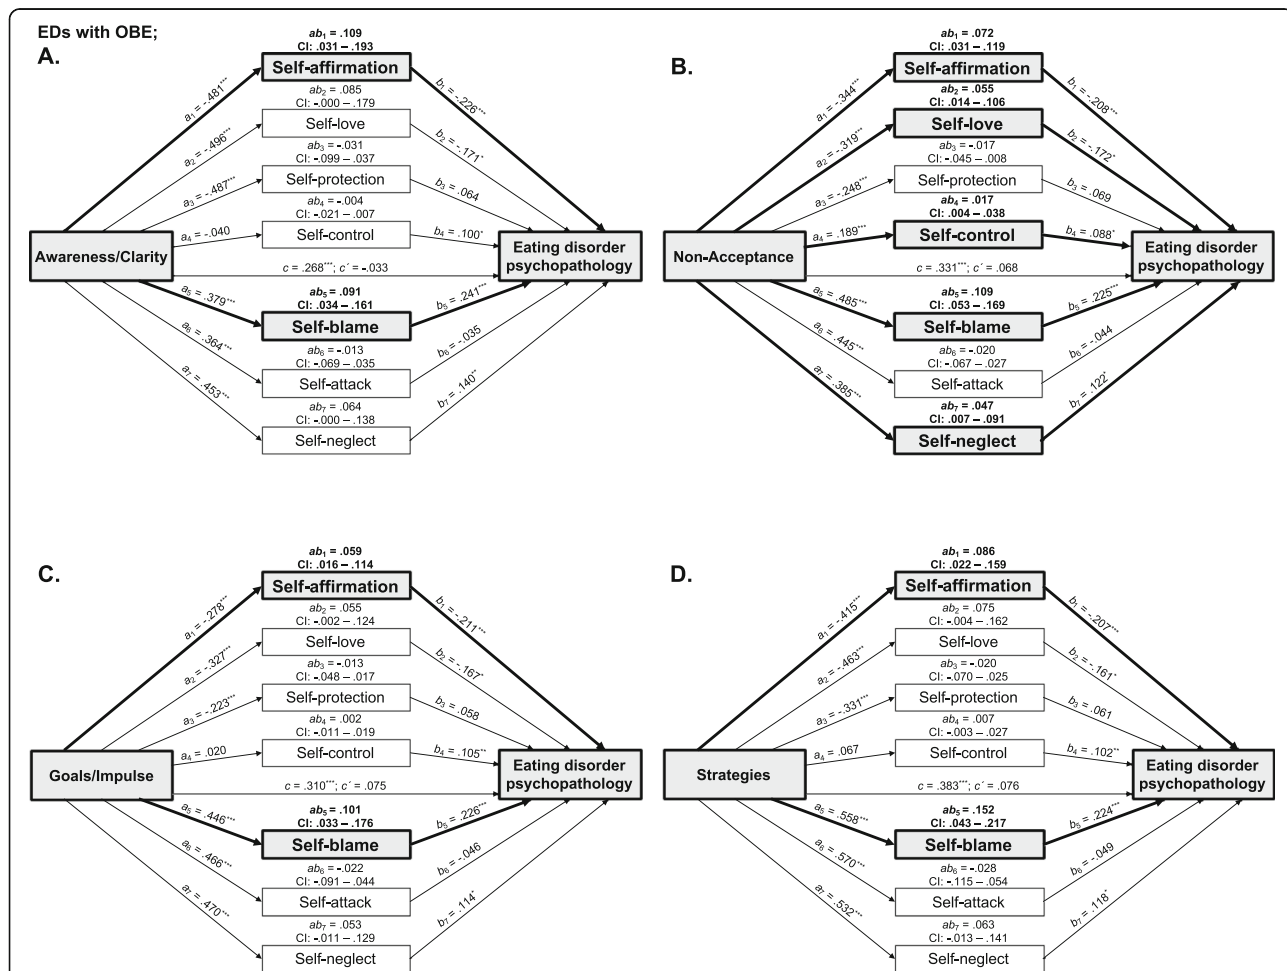 EDs with OBE;
A.
ab₁ = .109
CI: .031 – .193
Self-affirmation
a₁ = -.481***
b₁ = -.226***
ab₂ = .085
CI: -.000 – .179
Self-love
a₂ = -.496***
b₂ = -.171*
ab₃ = -.031
CI: -.099 – .037
Self-protection
a₃ = -.487***
b₃ = .064
ab₄ = -.004
CI: -.021 – .007
Self-control
a₄ = -.040
b₄ = .100*
Awareness/Clarity
Eating disorder
psychopathology
c = .268***; c´ = -.033
ab₅ = .091
CI: .034 – .161
Self-blame
a₅ = .379***
b₅ = .241***
ab₆ = -.013
CI: -.069 – .035
Self-attack
a₆ = .364***
b₆ = -.035
ab₇ = .064
CI: -.000 – .138
Self-neglect
a₇ = .453***
b₇ = .140**
B.
ab₁ = .072
CI: .031 – .119
Self-affirmation
a₁ = -.344***
b₁ = -.208***
ab₂ = .055
CI: .014 – .106
Self-love
a₂ = -.319***
b₂ = -.172*
ab₃ = -.017
CI: -.045 – .008
Self-protection
a₃ = -.248***
b₃ = .069
ab₄ = .017
CI: .004 – .038
Self-control
a₄ = .189***
b₄ = .088*
Non-Acceptance
Eating disorder
psychopathology
c = .331***; c´ = .068
ab₅ = .109
CI: .053 – .169
Self-blame
a₅ = .485***
b₅ = .225***
ab₆ = -.020
CI: -.067 – .027
Self-attack
a₆ = .445***
b₆ = -.044
ab₇ = .047
CI: .007 – .091
Self-neglect
a₇ = .385***
b₇ = .122*
C.
ab₁ = .059
CI: .016 – .114
Self-affirmation
a₁ = -.278***
b₁ = -.211***
ab₂ = .055
CI: -.002 – .124
Self-love
a₂ = -.327***
b₂ = -.167*
ab₃ = -.013
CI: -.048 – .017
Self-protection
a₃ = -.223***
b₃ = .058
ab₄ = .002
CI: -.011 – .019
Self-control
a₄ = .020
b₄ = .105**
Goals/Impulse
Eating disorder
psychopathology
c = .310***; c´ = .075
ab₅ = .101
CI: .033 – .176
Self-blame
a₅ = .446***
b₅ = .226***
ab₆ = -.022
CI: -.091 – .044
Self-attack
a₆ = .466***
b₆ = -.046
ab₇ = .053
CI: -.011 – .129
Self-neglect
a₇ = .470***
b₇ = .114*
D.
ab₁ = .086
CI: .022 – .159
Self-affirmation
a₁ = -.415***
b₁ = -.207***
ab₂ = .075
CI: -.004 – .162
Self-love
a₂ = -.463***
b₂ = -.161*
ab₃ = -.020
CI: -.070 – .025
Self-protection
a₃ = -.331***
b₃ = .061
ab₄ = .007
CI: -.003 – .027
Self-control
a₄ = .067
b₄ = .102**
Strategies
Eating disorder
psychopathology
c = .383***; c´ = .076
ab₅ = .152
CI: .043 – .217
Self-blame
a₅ = .558***
b₅ = .224***
ab₆ = -.028
CI: -.115 – .054
Self-attack
a₆ = .570***
b₆ = -.049
ab₇ = .063
CI: -.013 – .141
Self-neglect
a₇ = .532***
b₇ = .118*